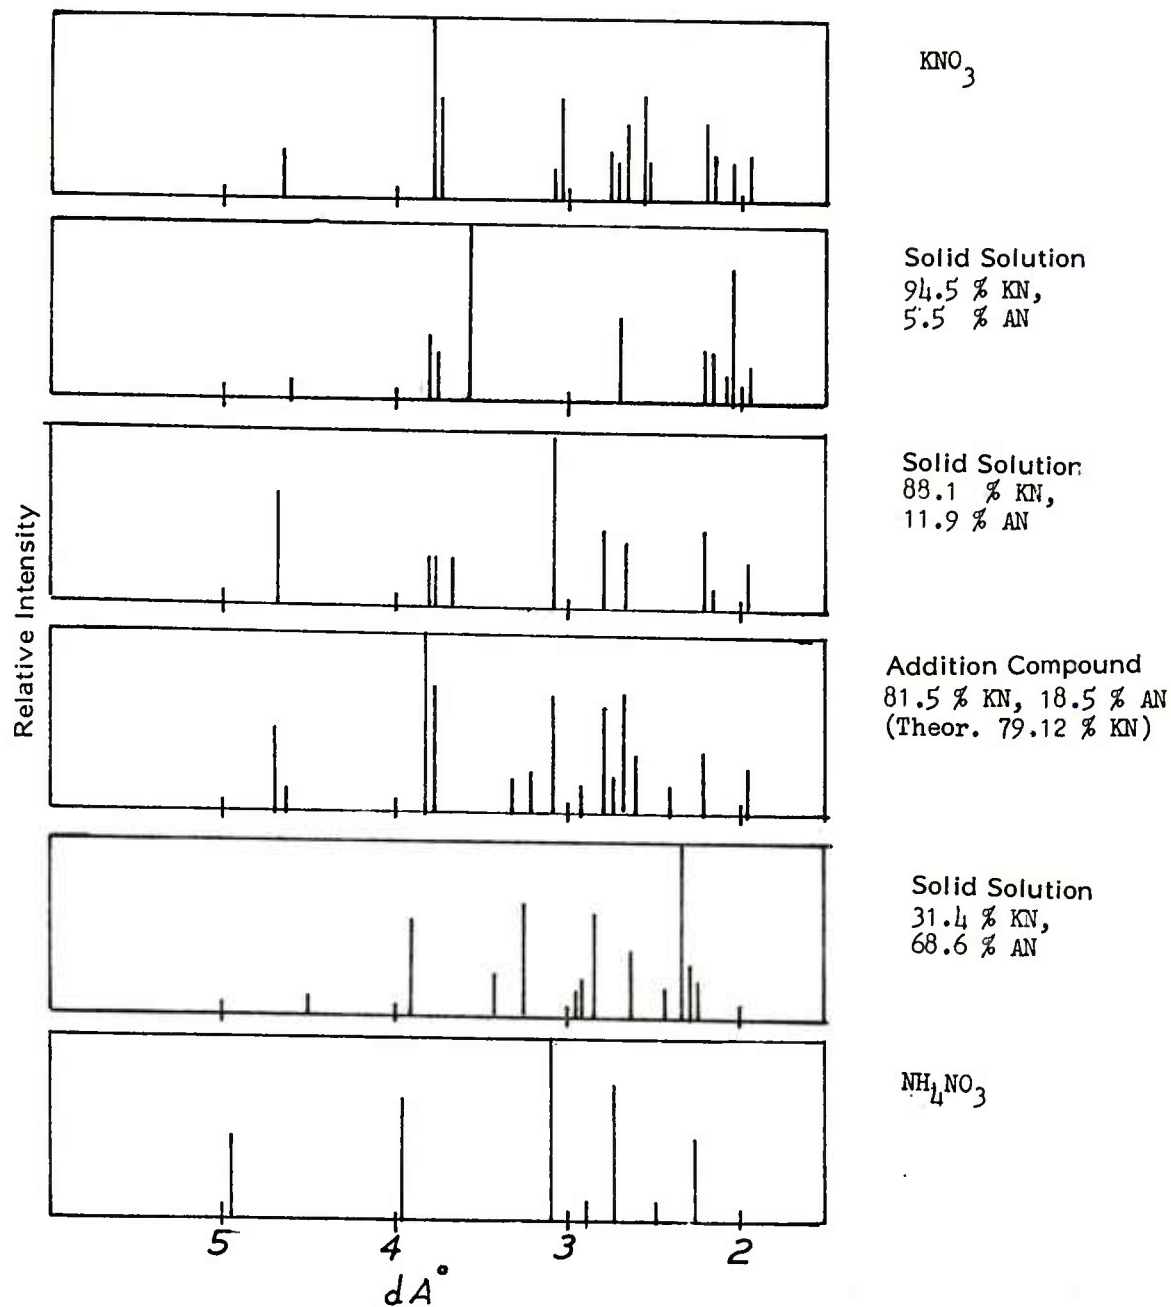 KNO3
Solid Solution
94.5 % KN,
5.5 % AN
Solid Solution
88.1 % KN,
11.9 % AN
Relative Intensity
Addition Compound
81.5 % KN, 18.5 % AN
(Theor. 79.12 % KN)
Solid Solution
31.4 % KN,
68.6 % AN
NH4NO3
5 4 3 2
dA°